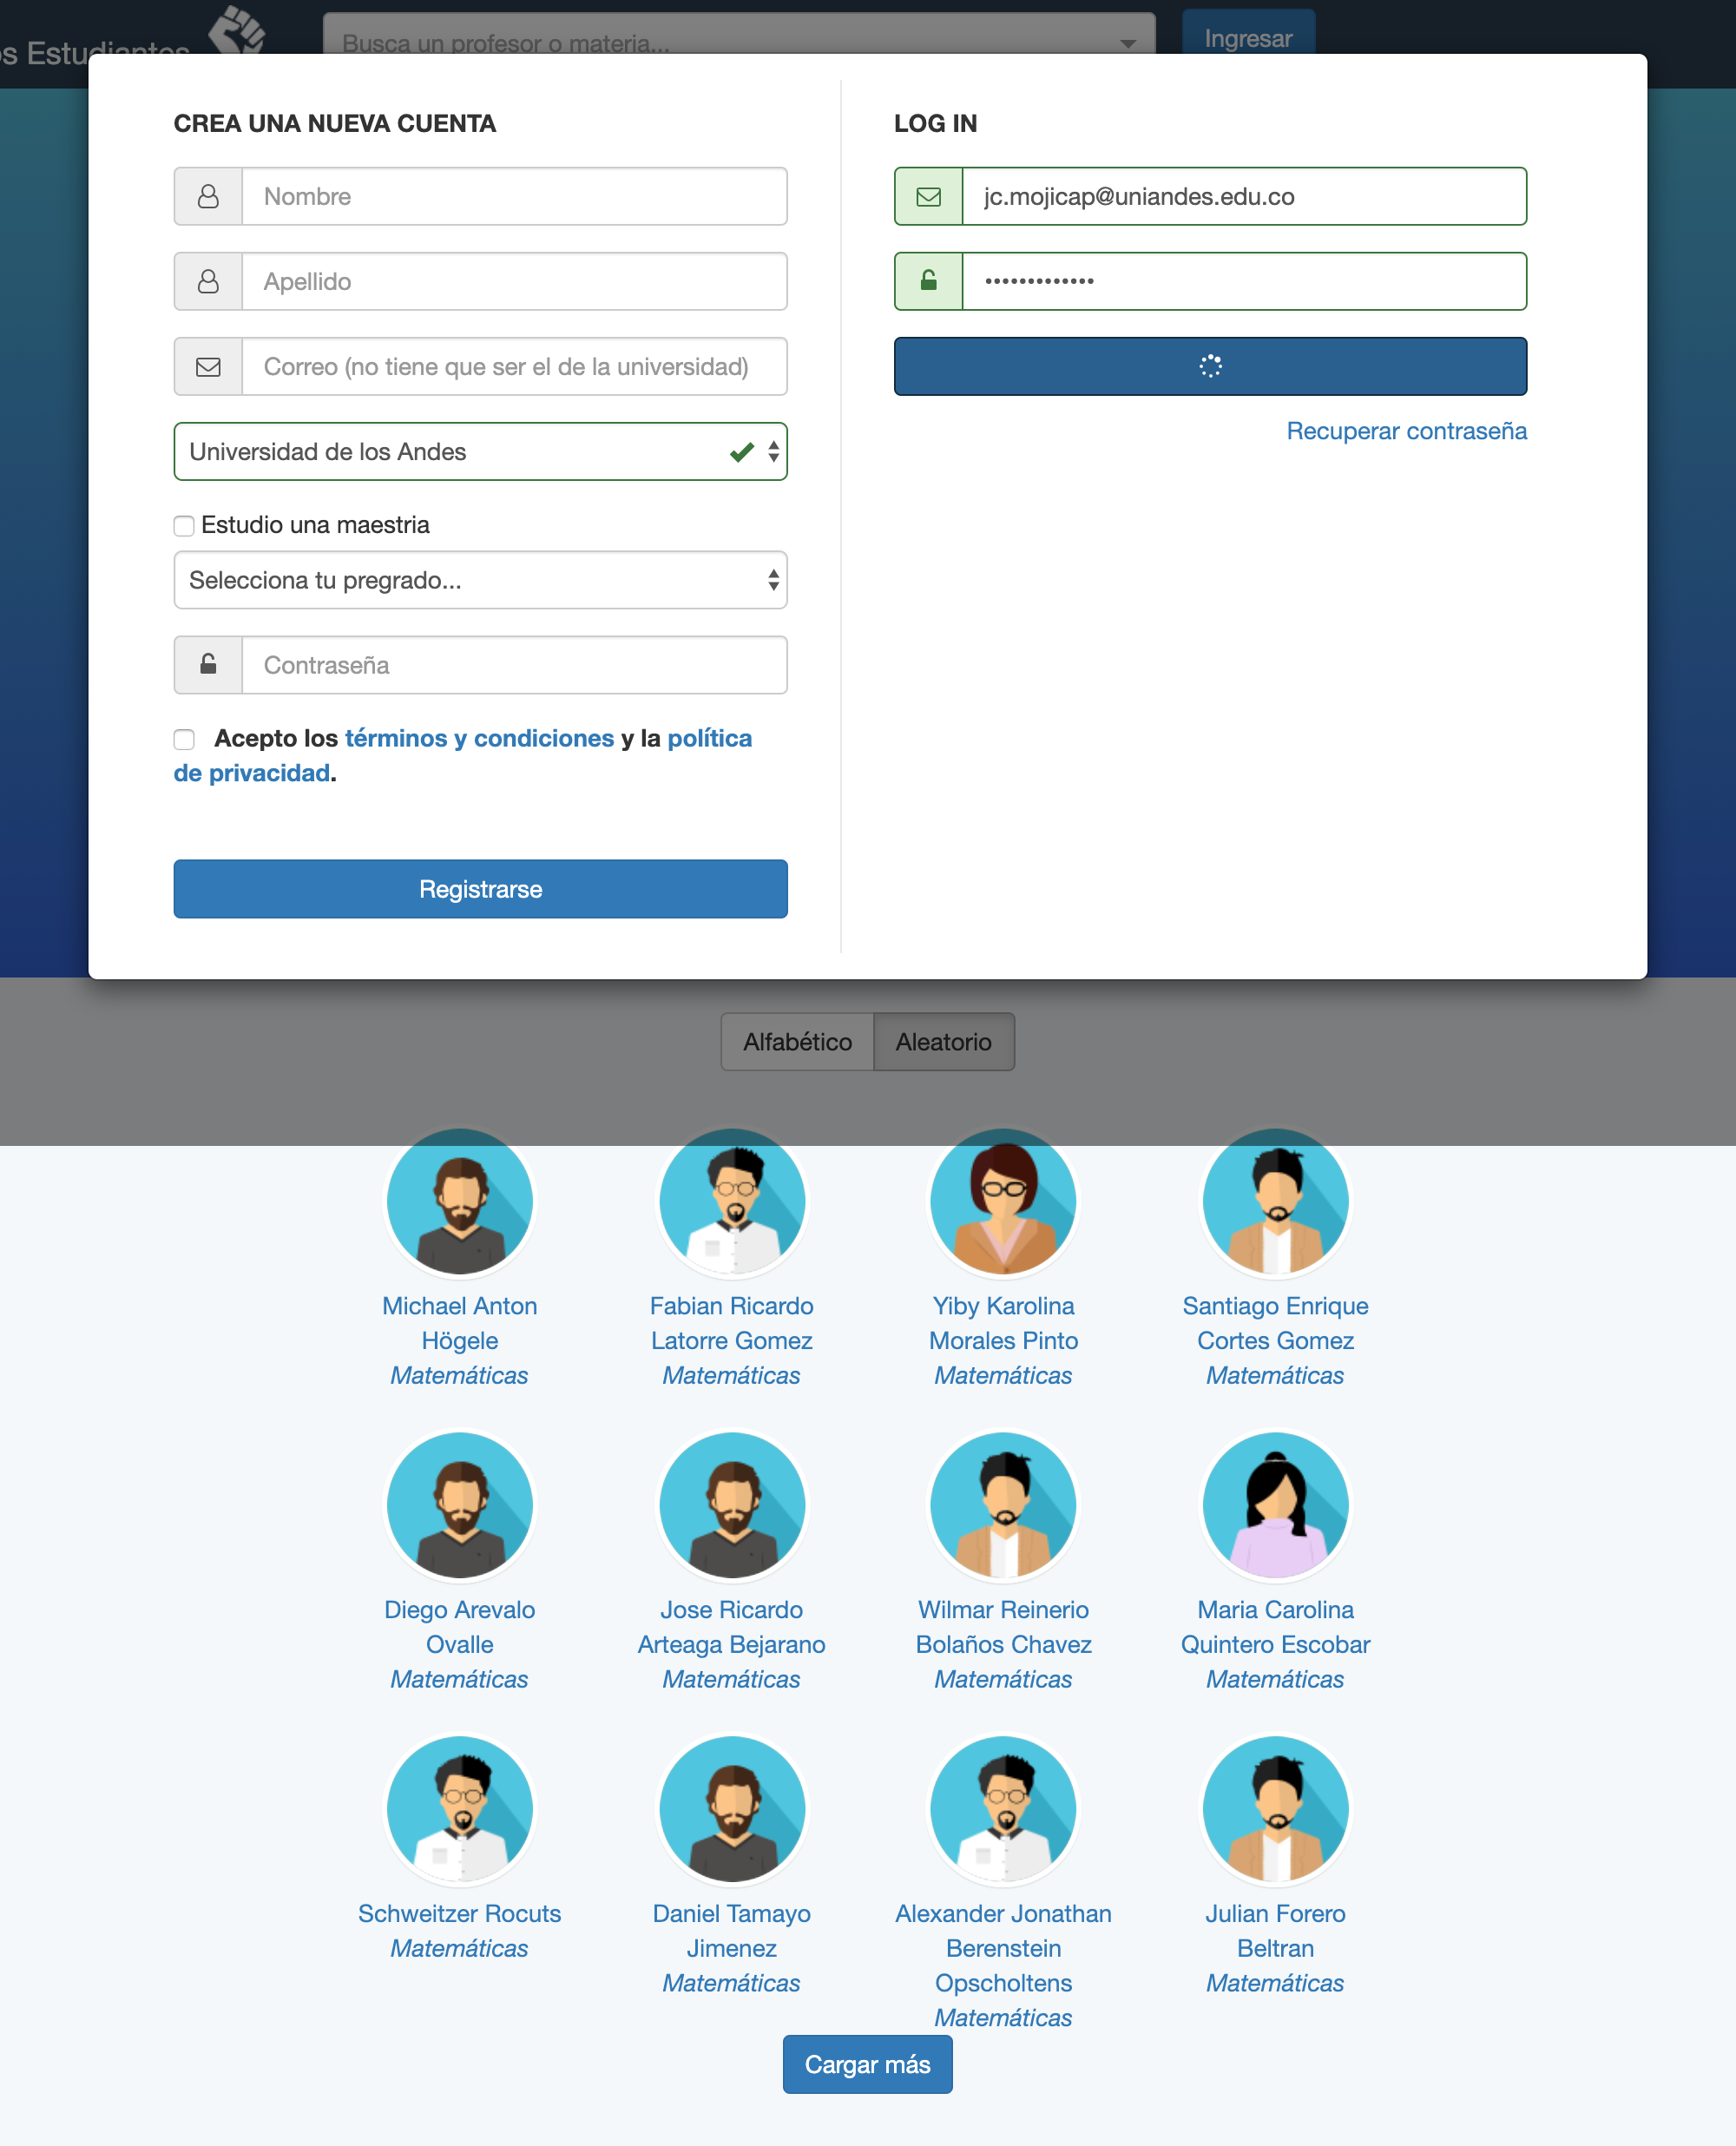 os Estudiantes
Busca un profesor o materia...
Ingresar
CREA UNA NUEVA CUENTA
Nombre
Apellido
Correo (no tiene que ser el de la universidad)
Universidad de los Andes
Estudio una maestria
Selecciona tu pregrado...
Contraseña
Acepto los términos y condiciones y la política
de privacidad.
Registrarse
LOG IN
jc.mojicap@uniandes.edu.co
•••••••••••••
Recuperar contraseña
Alfabético
Aleatorio
Michael Anton
Högele
Matemáticas
Fabian Ricardo
Latorre Gomez
Matemáticas
Yiby Karolina
Morales Pinto
Matemáticas
Santiago Enrique
Cortes Gomez
Matemáticas
Diego Arevalo
Ovalle
Matemáticas
Jose Ricardo
Arteaga Bejarano
Matemáticas
Wilmar Reinerio
Bolaños Chavez
Matemáticas
Maria Carolina
Quintero Escobar
Matemáticas
Schweitzer Rocuts
Matemáticas
Daniel Tamayo
Jimenez
Matemáticas
Alexander Jonathan
Berenstein
Opscholtens
Matemáticas
Julian Forero
Beltran
Matemáticas
Cargar más